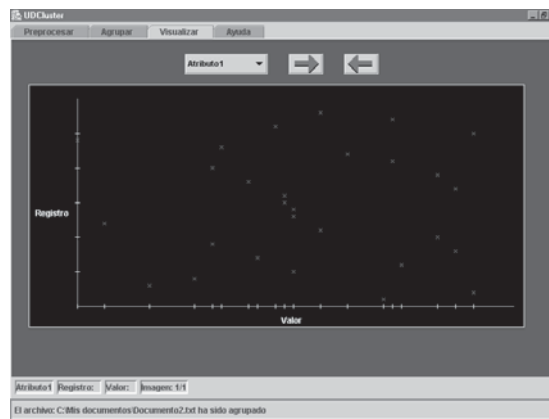 UDCluster
Preprocesar Agrupar Visualizar Ayuda
Atributo1
Registro
Valor
Atributo1 Registro: Valor: Imagen: 1/1
El archivo: C:\Mis documentos\Documento2.txt ha sido agrupado